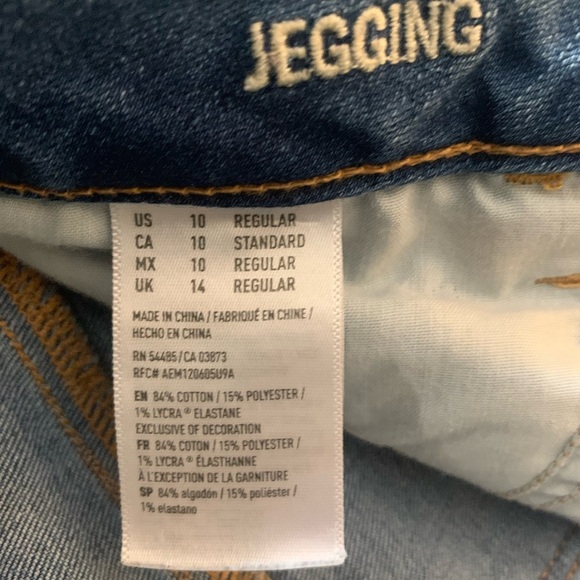 JEGGING
US 10 REGULAR
CA 10 STANDARD
MX 10 REGULAR
UK 14 REGULAR
MADE IN CHINA / FABRIQUÉ EN CHINE /
HECHO EN CHINA
RN 54485/CA 03873
RFC# AEM120605U9A
EN 84% COTTON / 15% POLYESTER /
1% LYCRA® ELASTANE
EXCLUSIVE OF DECORATION
FR 84% COTON / 15% POLYESTER /
1% LYCRA® ÉLASTHANNE
À L'EXCEPTION DE LA GARNITURE
SP 84% algodón / 15% poliéster /
1% elastano